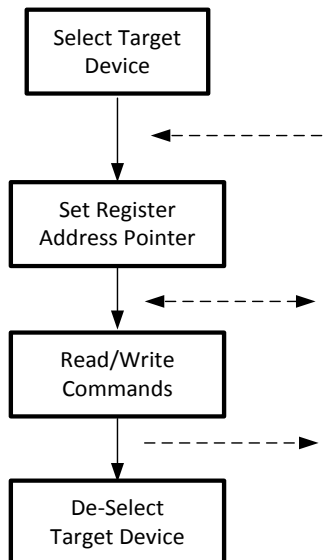 Select Target
Device
Set Register
Address Pointer
Read/Write
Commands
De-Select
Target Device